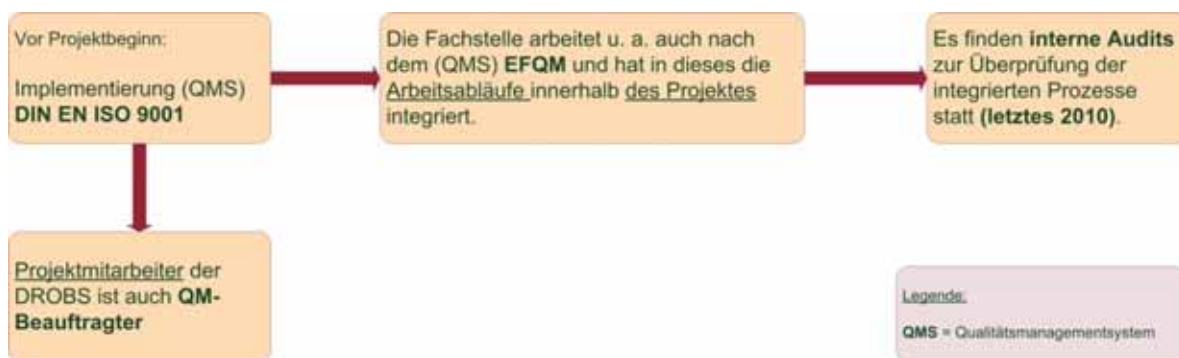 Vor Projektbeginn:
Implementierung (QMS)
DIN EN ISO 9001
Die Fachstelle arbeitet u. a. auch nach
dem (QMS) EFQM und hat in dieses die
Arbeitsabläufe innerhalb des Projektes
integriert.
Es finden interne Audits
zur Überprüfung der
integrierten Prozesse
statt (letztes 2010).
Projektmitarbeiter der
DROBS ist auch QM-
Beauftragter
Legende:
QMS = Qualitätsmanagementsystem